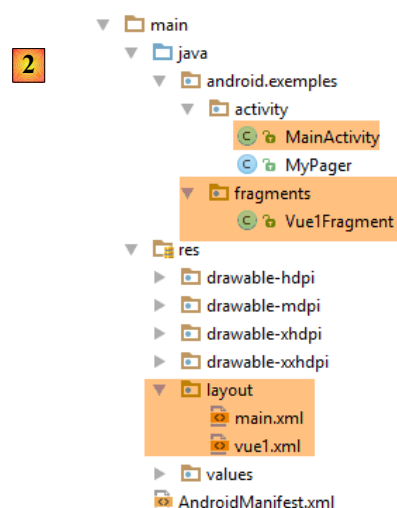 main
2
java
android.exemples
activity
MainActivity
MyPager
fragments
Vue1Fragment
res
drawable-hdpi
drawable-mdpi
drawable-xhdpi
drawable-xxhdpi
layout
main.xml
vue1.xml
values
AndroidManifest.xml